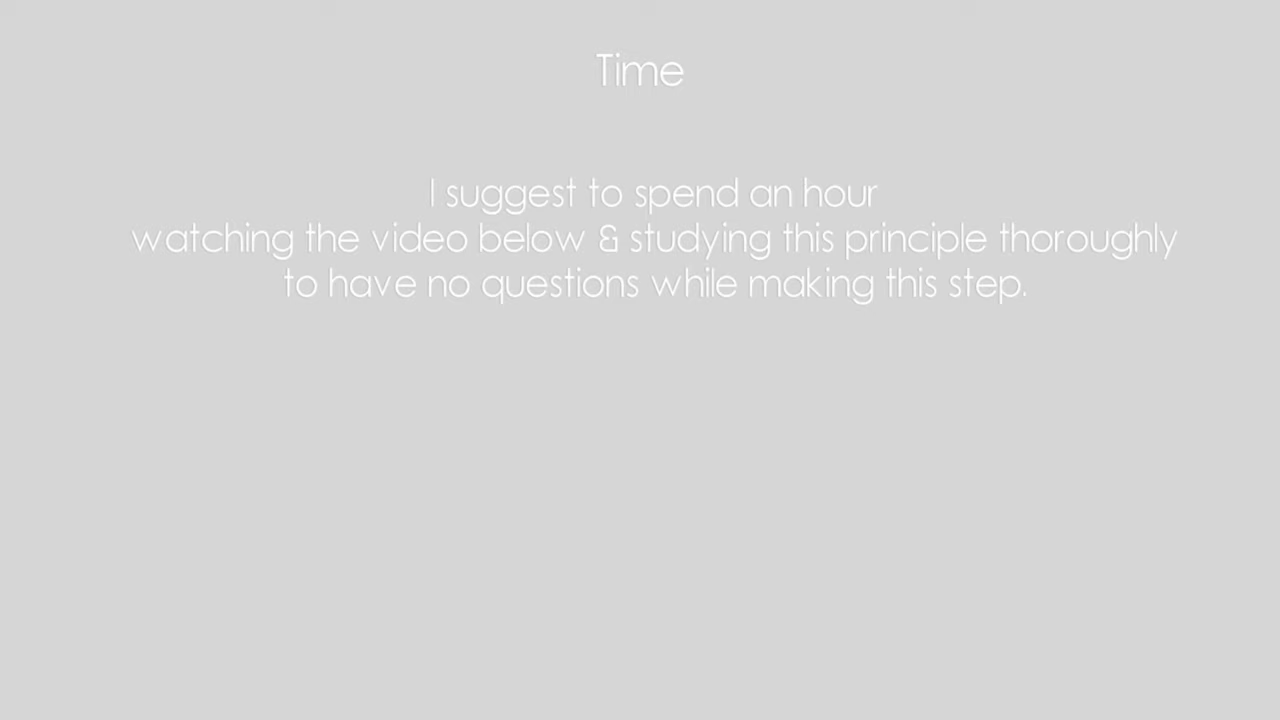 Time
I suggest to spend an hour
watching the video below & studying this principle thoroughly
to have no questions while making this step.